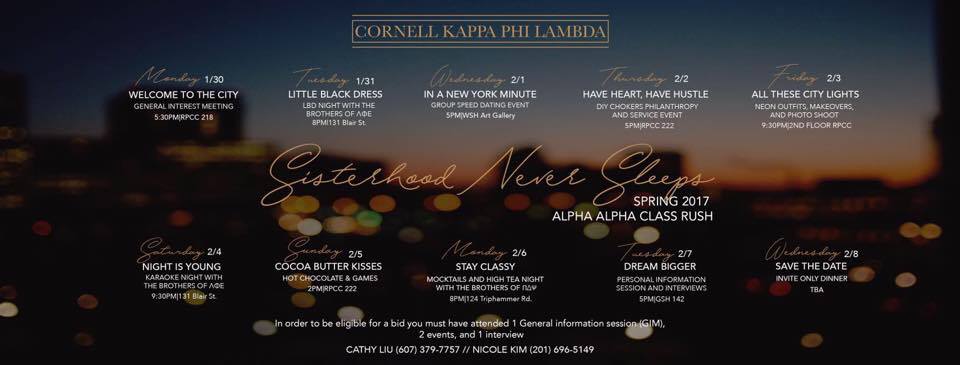 CORNELL KAPPA PHI LAMBDA
Monday 1/30
WELCOME TO THE CITY
GENERAL INTEREST MEETING
5:30PM|RPCC 218
Tuesday 1/31
LITTLE BLACK DRESS
LBD NIGHT WITH THE
BROTHERS OF ΛΦΕ
8PM|131 Blair St.
Wednesday 2/1
IN A NEW YORK MINUTE
GROUP SPEED DATING EVENT
5PM|WSH Art Gallery
Thursday 2/2
HAVE HEART, HAVE HUSTLE
DIY CHOKERS PHILANTHROPY
AND SERVICE EVENT
5PM|RPCC 222
Friday 2/3
ALL THESE CITY LIGHTS
NEON OUTFITS, MAKEOVERS,
AND PHOTO SHOOT
9:30PM|2ND FLOOR RPCC
Sisterhood Never Sleeps
SPRING 2017
ALPHA ALPHA CLASS RUSH
Saturday 2/4
NIGHT IS YOUNG
KARAOKE NIGHT WITH
THE BROTHERS OF ΛΦΕ
9:30PM|131 Blair St.
Sunday 2/5
COCOA BUTTER KISSES
HOT CHOCOLATE & GAMES
2PM|RPCC 222
Monday 2/6
STAY CLASSY
MOCKTAILS AND HIGH TEA NIGHT
WITH THE BROTHERS OF ΠΔΨ
8PM|124 Triphammer Rd.
Tuesday 2/7
DREAM BIGGER
PERSONAL INFORMATION
SESSION AND INTERVIEWS
5PM|GSH 142
Wednesday 2/8
SAVE THE DATE
INVITE ONLY DINNER
TBA
In order to be eligible for a bid you must have attended 1 General information session (GIM),
2 events, and 1 interview
CATHY LIU (607) 379-7757 // NICOLE KIM (201) 696-5149